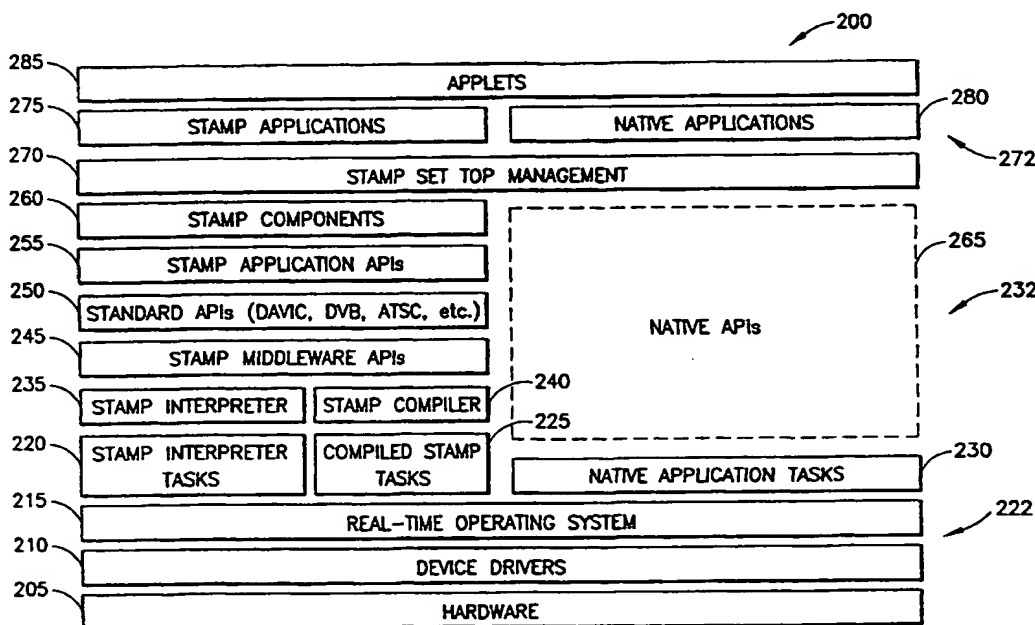 200
285
APPLETS
275
STAMP APPLICATIONS
NATIVE APPLICATIONS
280
272
270
STAMP SET TOP MANAGEMENT
260
STAMP COMPONENTS
255
STAMP APPLICATION APIs
265
250
STANDARD APIs (DAVIC, DVB, ATSC, etc.)
232
NATIVE APIs
245
STAMP MIDDLEWARE APIs
235
STAMP INTERPRETER
STAMP COMPILER
240
220
STAMP INTERPRETER
TASKS
COMPILED STAMP
TASKS
225
NATIVE APPLICATION TASKS
230
215
REAL-TIME OPERATING SYSTEM
222
210
DEVICE DRIVERS
205
HARDWARE